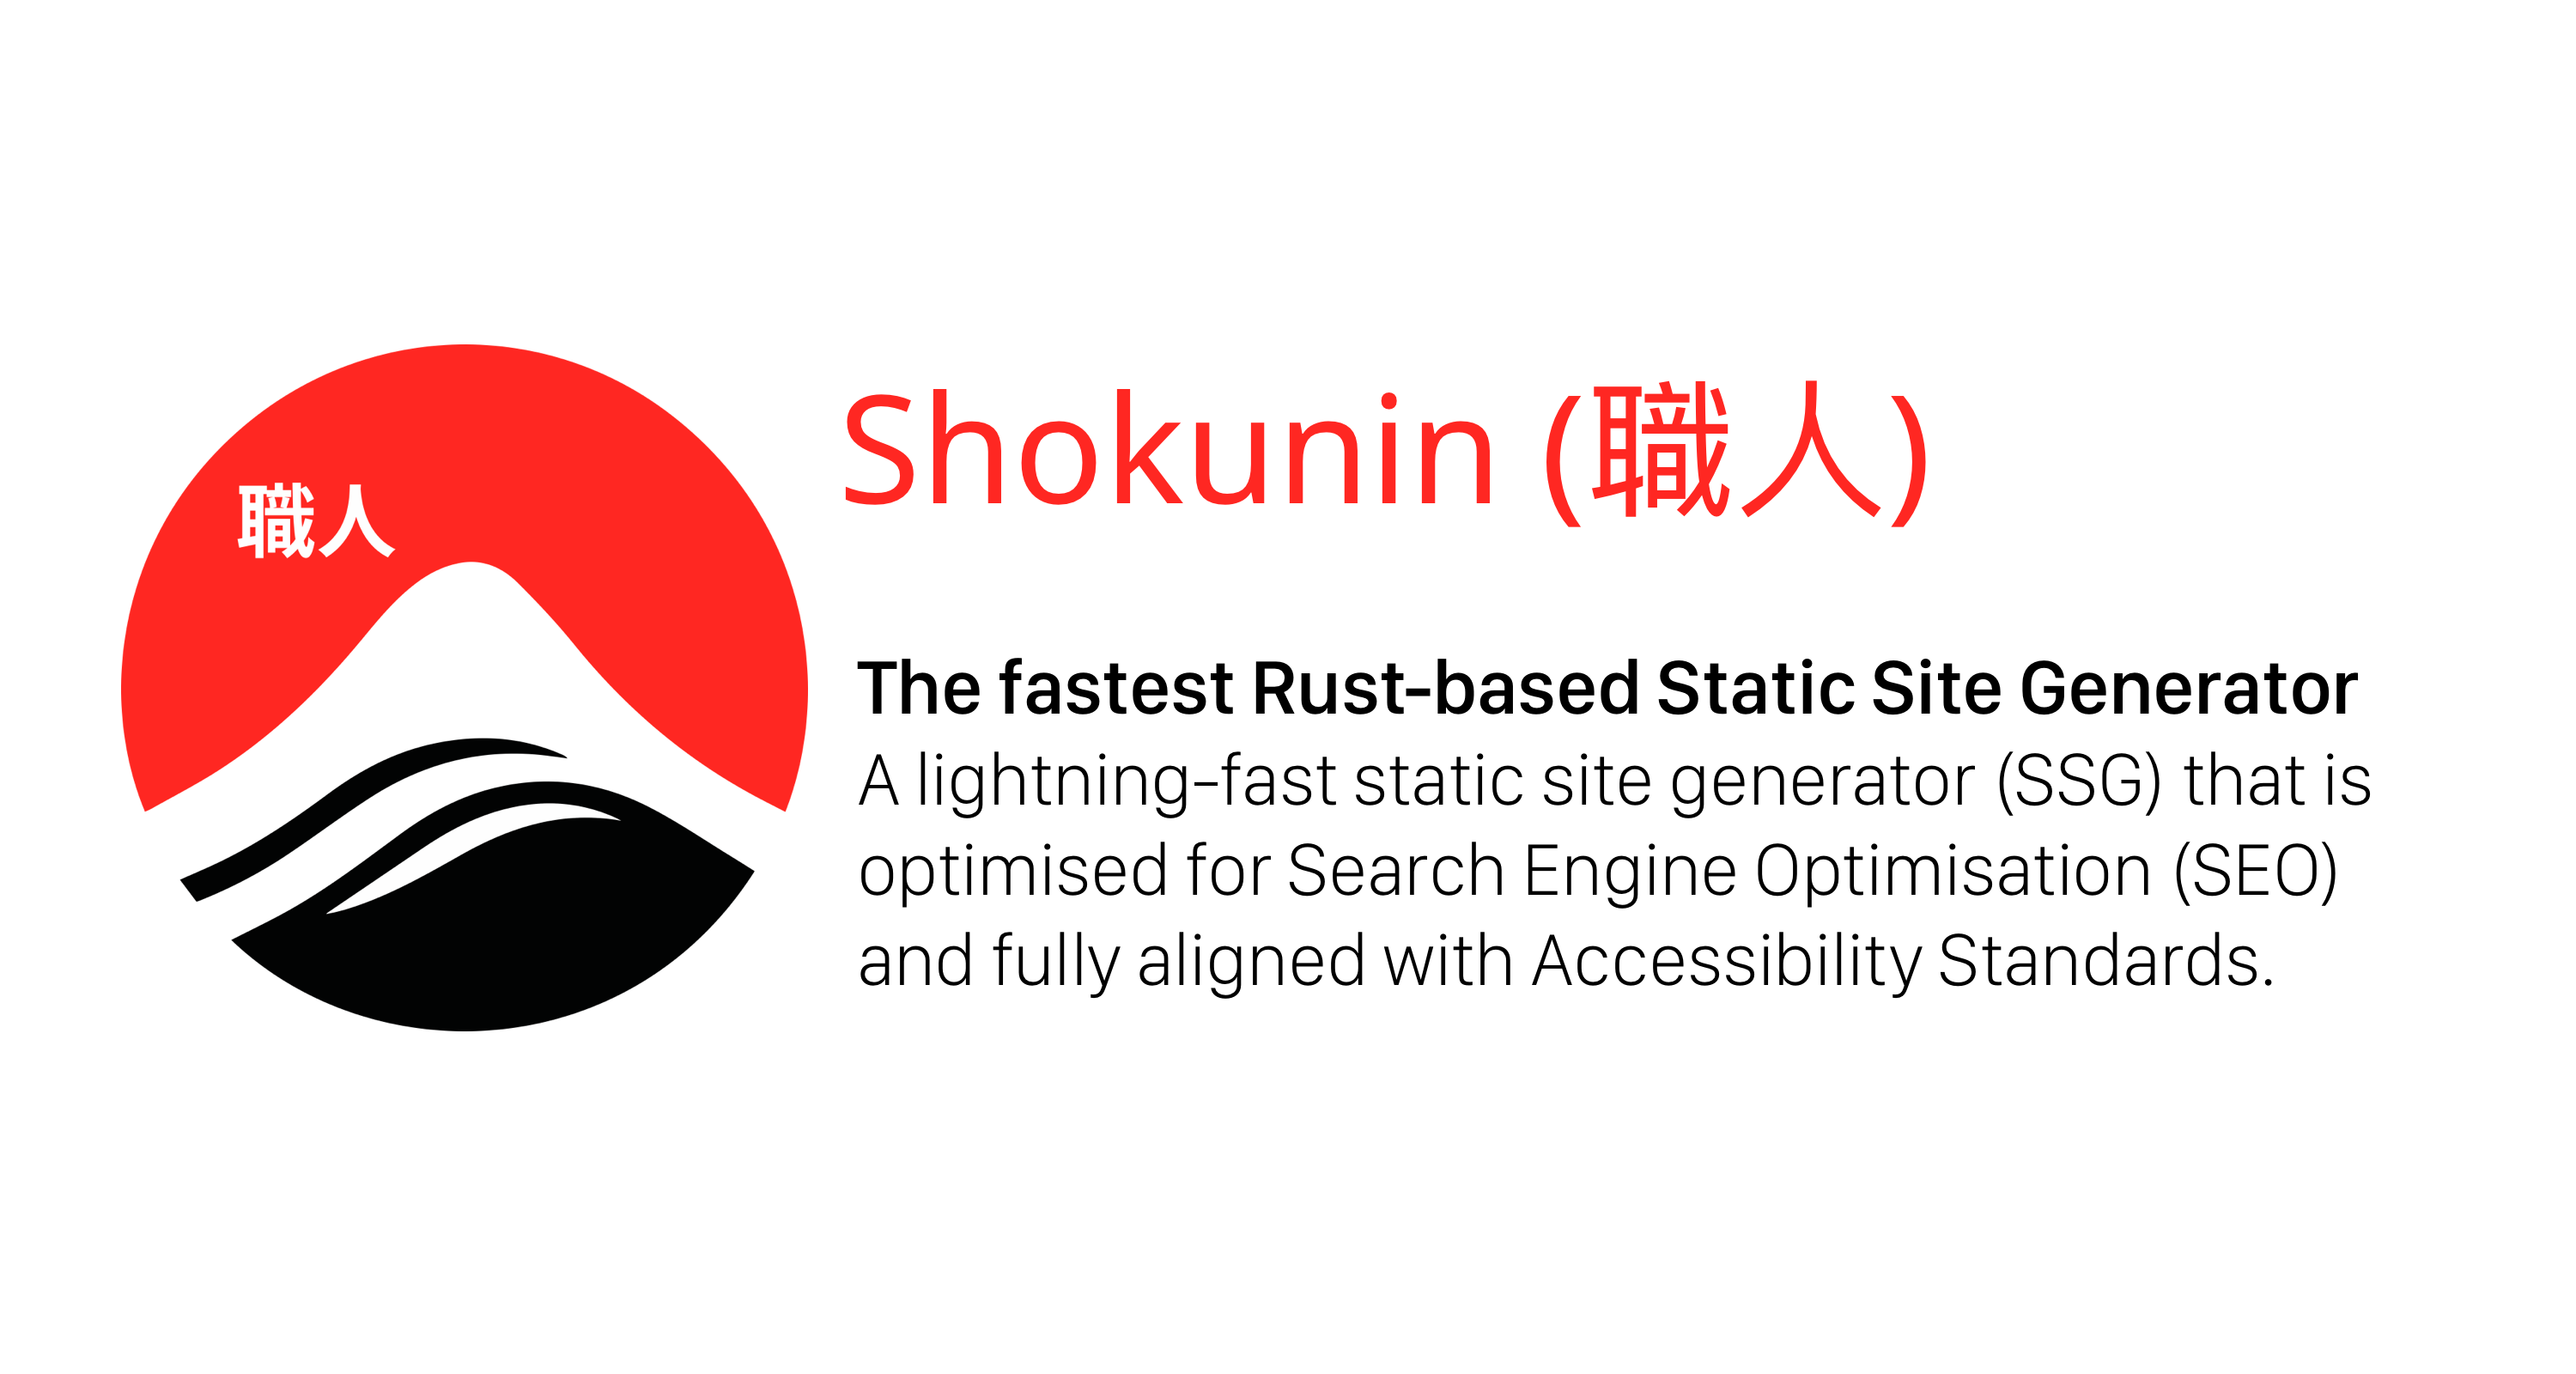 職人
Shokunin (職人)
The fastest Rust-based Static Site Generator
A lightning-fast static site generator (SSG) that is
optimised for Search Engine Optimisation (SEO)
and fully aligned with Accessibility Standards.